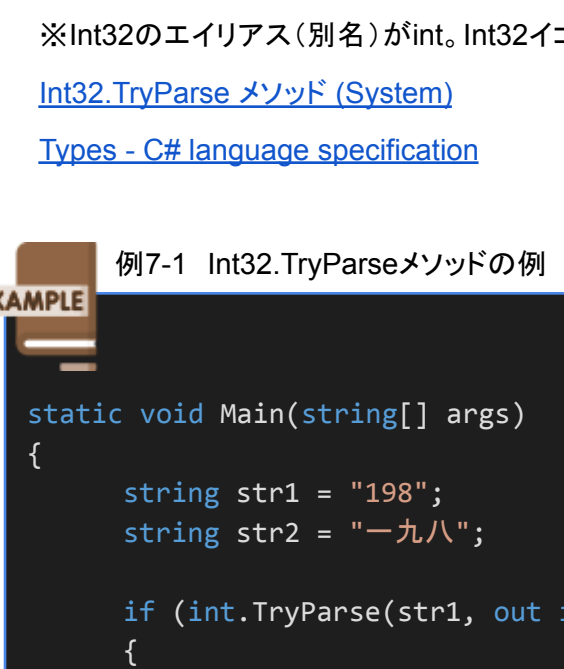 ※Int32のエイリアス（別名）がint。Int32イコ
Int32.TryParse メソッド (System)
Types - C# language specification
例7-1 Int32.TryParseメソッドの例
XAMPLE
static void Main(string[] args)
{
string str1 = "198";
string str2 = "一九八";
if (int.TryParse(str1, out i
{